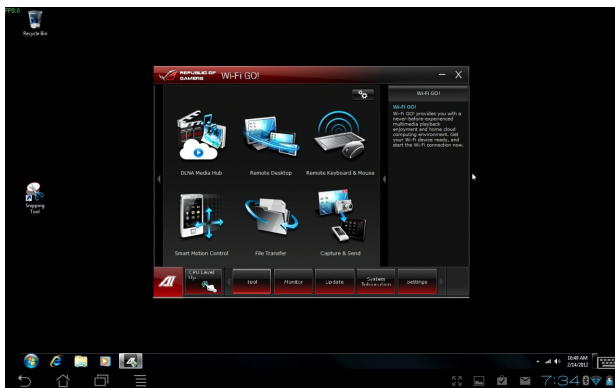 FPS:0
Recycle Bin
REPUBLIC OF
GAMERS
Wi-Fi GO!
Wi-Fi GO!
Wi-Fi GO!
Wi-Fi GO! provides you with a
never-before-experienced
multimedia playback
enjoyment and home cloud
computing environment. Get
your Wi-Fi device ready, and
start the Wi-Fi connection now.
DLNA Media Hub
Remote Desktop
Remote Keyboard & Mouse
Snipping
Tool
Smart Motion Control
File Transfer
Capture & Send
CPU Level
Up
Tool
Monitor
Update
System
Information
Settings
10:49 AM
2/14/2012
7:34